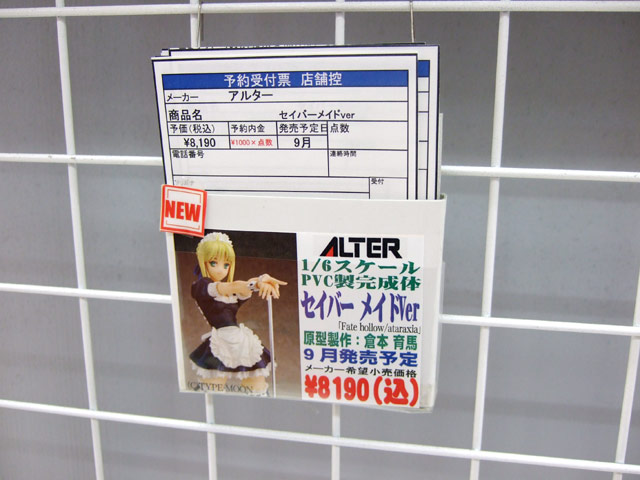 予約受付票 店舗控
メーカー アルター
商品名 セイバーメイドver
予価(税込) 予約内金 発売予定日 点数
¥8,190 ¥1000×点数 9月
電話番号 連絡時間
受付
NEW
ALTER
1/6スケール
PVC製完成体
セイバー メイドVer
「Fate hollow/ataraxia」
原型製作:倉本 育馬
9月発売予定
メーカー希望小売価格
¥8190(込)
(C)TYPE-MOON